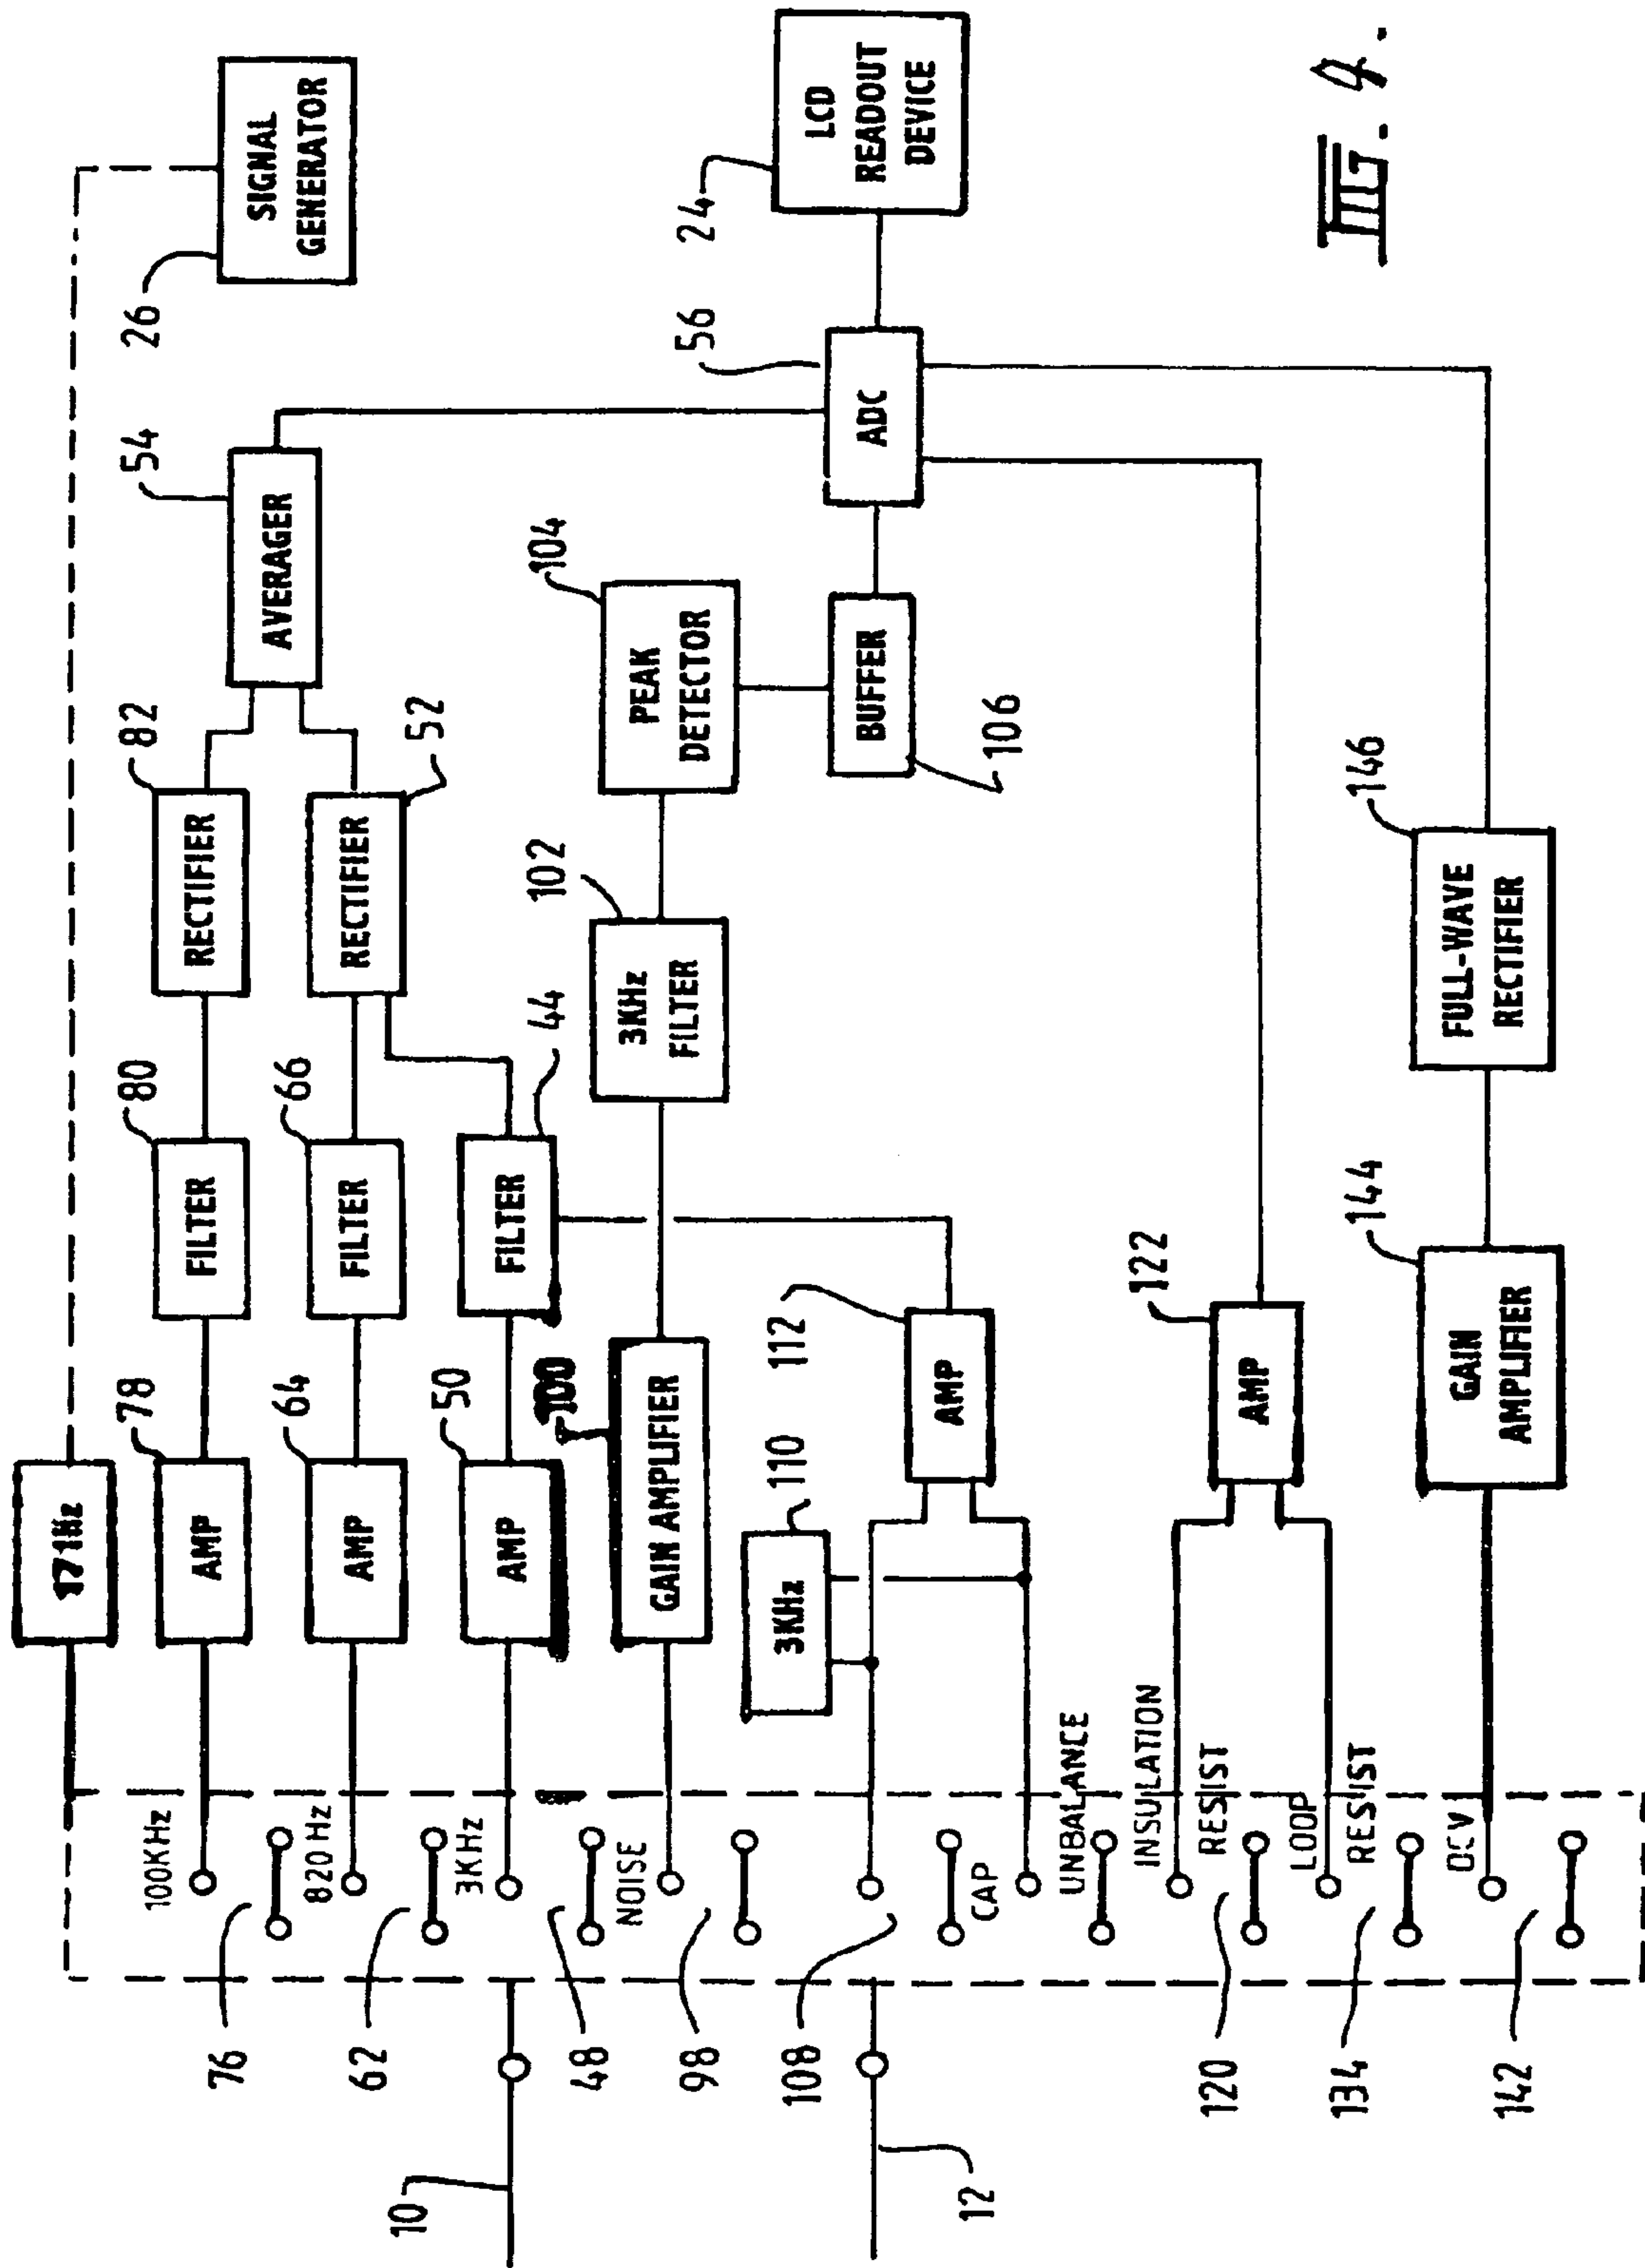 171Hz
26
SIGNAL
GENERATOR
100KHz
76
78
AMP
80
FILTER
82
RECTIFIER
54
AVERAGER
820Hz
62
64
AMP
66
FILTER
RECTIFIER
52
3KHz
48
50
AMP
FILTER
44
NOISE
98
100
GAIN AMPLIFIER
102
3KHz
FILTER
104
PEAK
DETECTOR
BUFFER
106
56
ADC
24
LCD
READOUT
DEVICE
10
12
108
CAP
110
3KHz
112
AMP
UNBALANCE
INSULATION
RESIST
120
122
AMP
LOOP
RESIST
134
DCV
142
144
GAIN
AMPLIFIER
146
FULL-WAVE
RECTIFIER
FIG. 4.